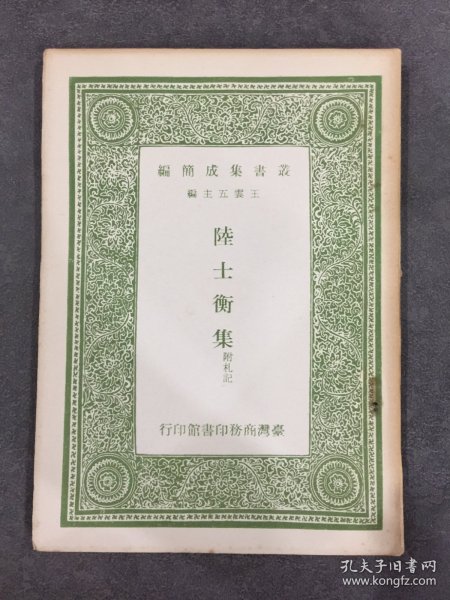 叢書集成簡編
王雲五主編
陸士衡集
附札記
臺灣商務印書館印行
孔夫子旧书网
www.kongfz.com